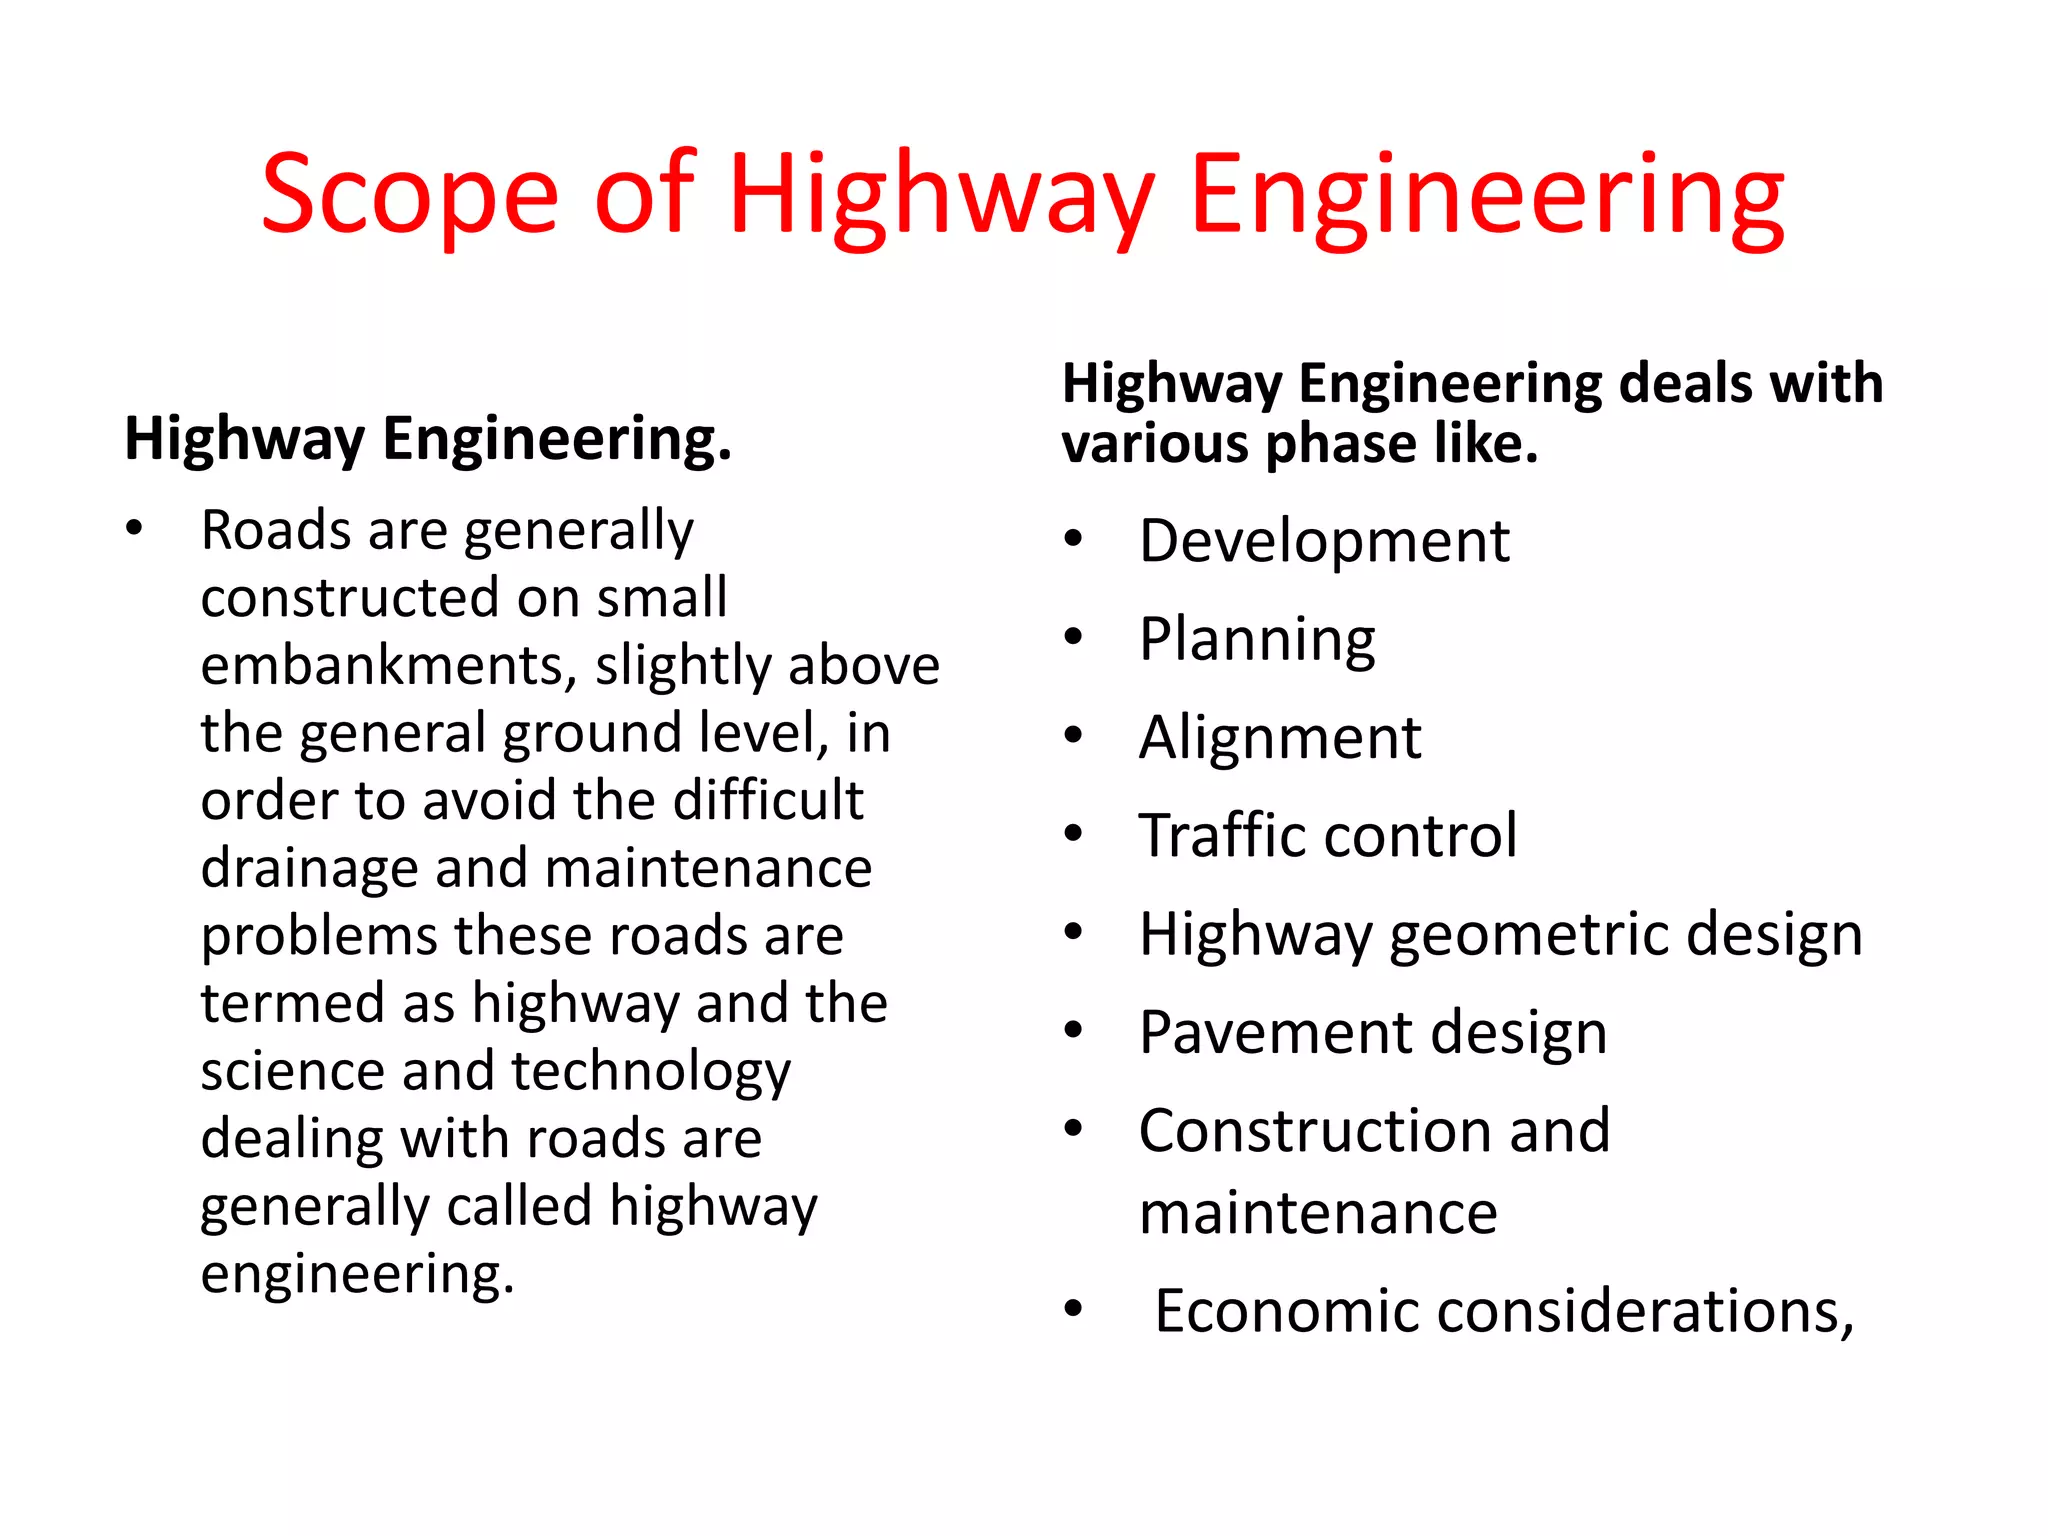 Scope of Highway Engineering
Highway Engineering.
• Roads are generally
constructed on small
embankments, slightly above
the general ground level, in
order to avoid the difficult
drainage and maintenance
problems these roads are
termed as highway and the
science and technology
dealing with roads are
generally called highway
engineering.
Highway Engineering deals with
various phase like.
• Development
• Planning
• Alignment
• Traffic control
• Highway geometric design
• Pavement design
• Construction and
maintenance
• Economic considerations,